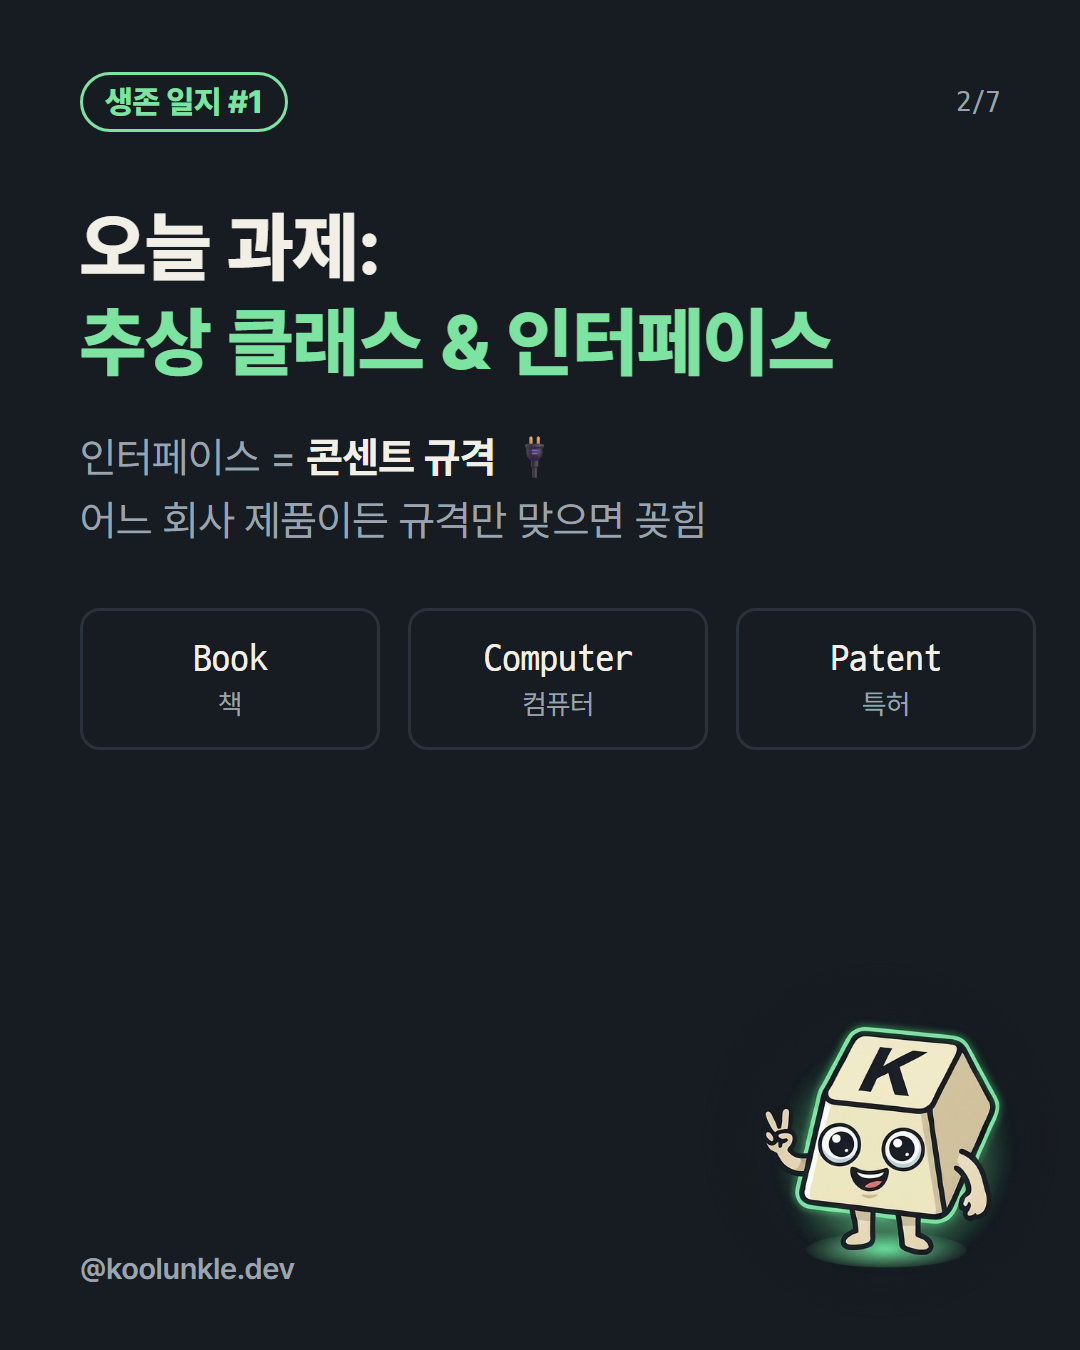 생존 일지 #1
2/7
오늘 과제:
추상 클래스 & 인터페이스
인터페이스 = 콘센트 규격
어느 회사 제품이든 규격만 맞으면 꽂힘
Book
책
Computer
컴퓨터
Patent
특허
K
@koolunkle.dev